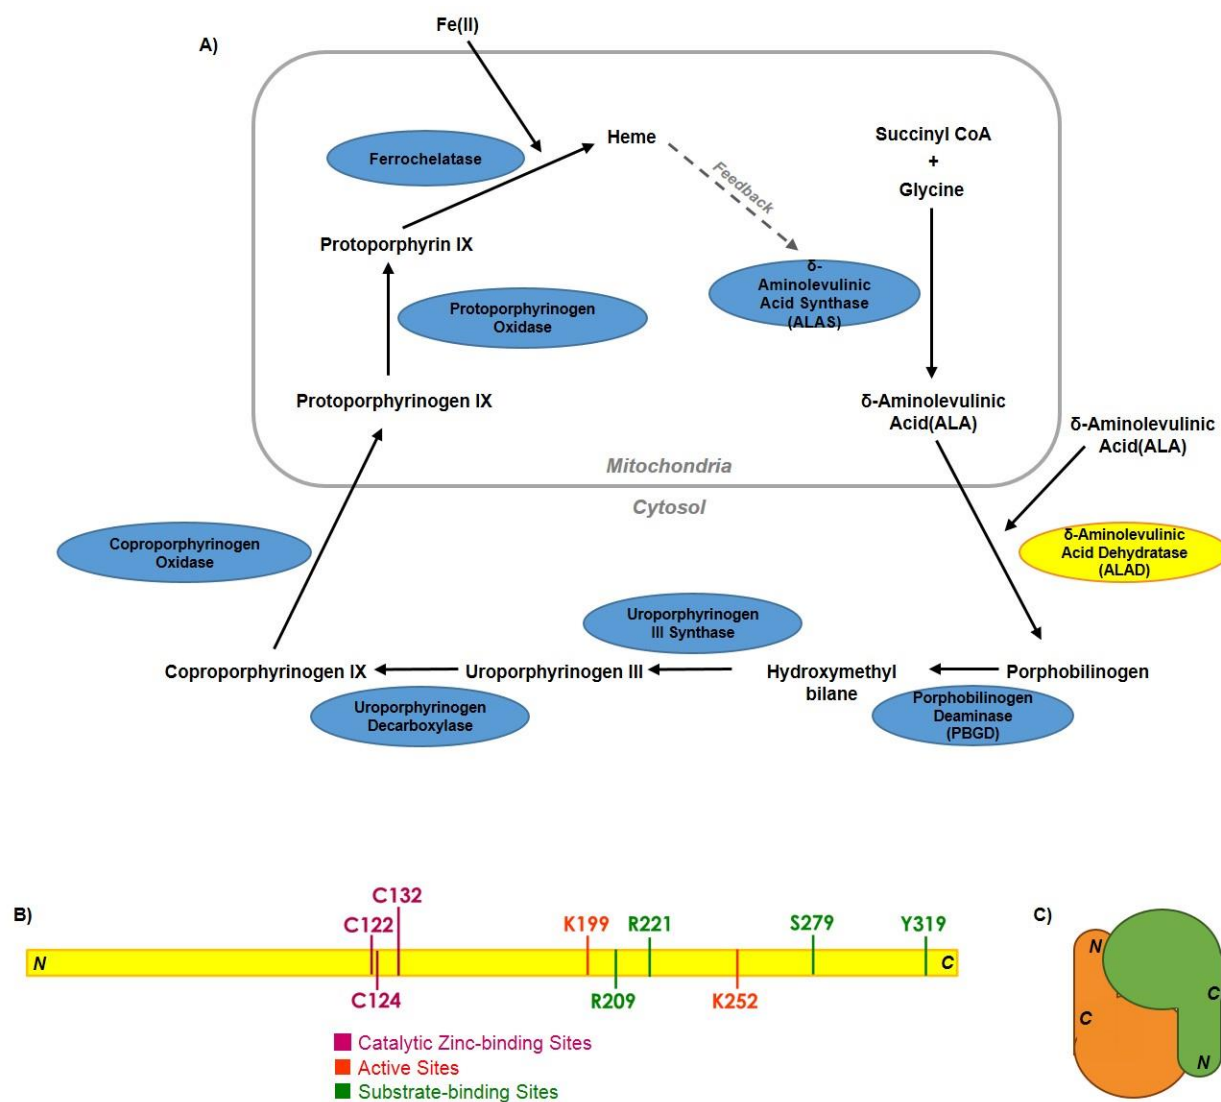 A)
Fe(II)
Ferrochelatase
Heme
Feedback
Succinyl CoA
+
Glycine
Protoporphyrin IX
Protoporphyrinogen
Oxidase
δ-
Aminolevulinic
Acid Synthase
(ALAS)
Protoporphyrinogen IX
δ-Aminolevulinic
Acid(ALA)
δ-Aminolevulinic
Acid(ALA)
Mitochondria
Cytosol
Coproporphyrinogen
Oxidase
δ-Aminolevulinic
Acid Dehydratase
(ALAD)
Uroporphyrinogen
III Synthase
Coproporphyrinogen IX
Uroporphyrinogen III
Hydroxymethyl
bilane
Porphobilinogen
Uroporphyrinogen
Decarboxylase
Porphobilinogen
Deaminase
(PBGD)
B)
C132
C122
K199
R221
S279
Y319
N
C
C124
R209
K252
Catalytic Zinc-binding Sites
Active Sites
Substrate-binding Sites
C)
N
C
C
N